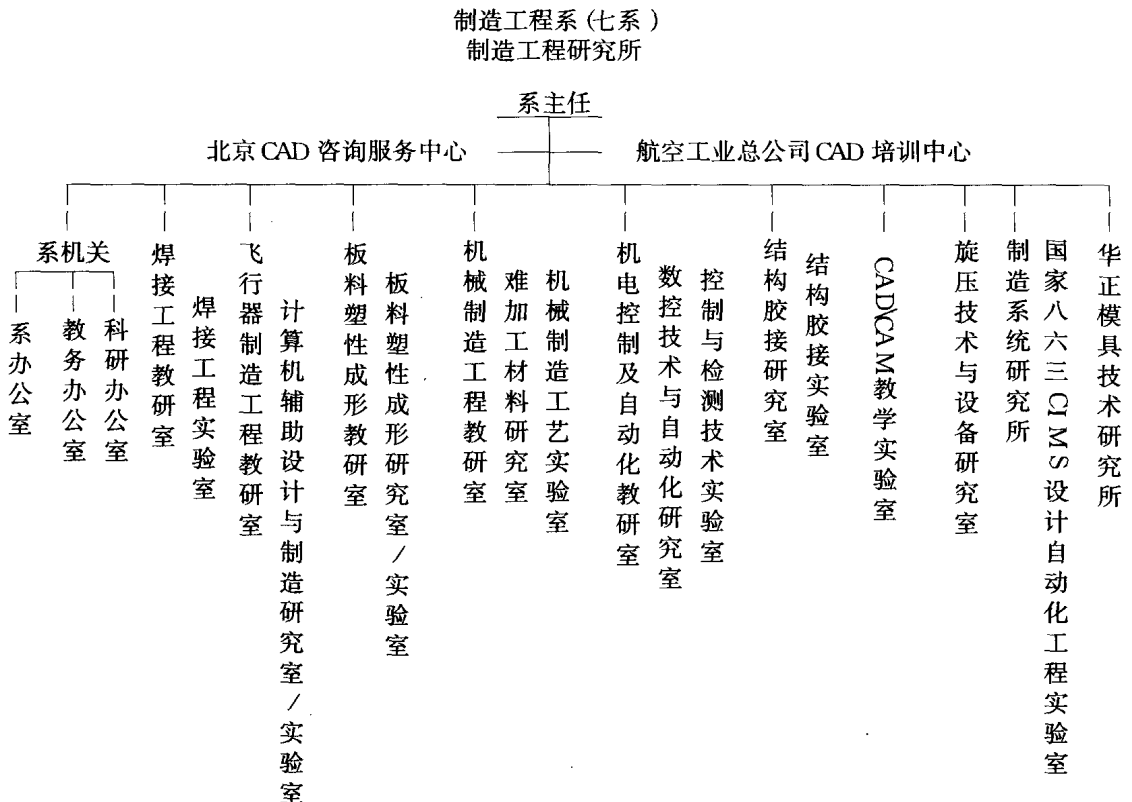 制造工程系(七系)
制造工程研究所
系主任
北京CAD咨询服务中心
航空工业总公司CAD培训中心
系机关
系办公室
教务办公室
科研办公室
焊接工程教研室
焊接工程实验室
飞行器制造工程教研室
计算机辅助设计与制造研究室/实验室
板料塑性成形教研室
板料塑性成形研究室/实验室
机械制造工程教研室
难加工材料研究室
机械制造工艺实验室
机电控制及自动化教研室
数控技术与自动化研究室
控制与检测技术实验室
结构胶接研究室
结构胶接实验室
CAD\CAM教学实验室
旋压技术与设备研究室
制造系统研究所
国家八六三CIMS设计自动化工程实验室
华正模具技术研究所